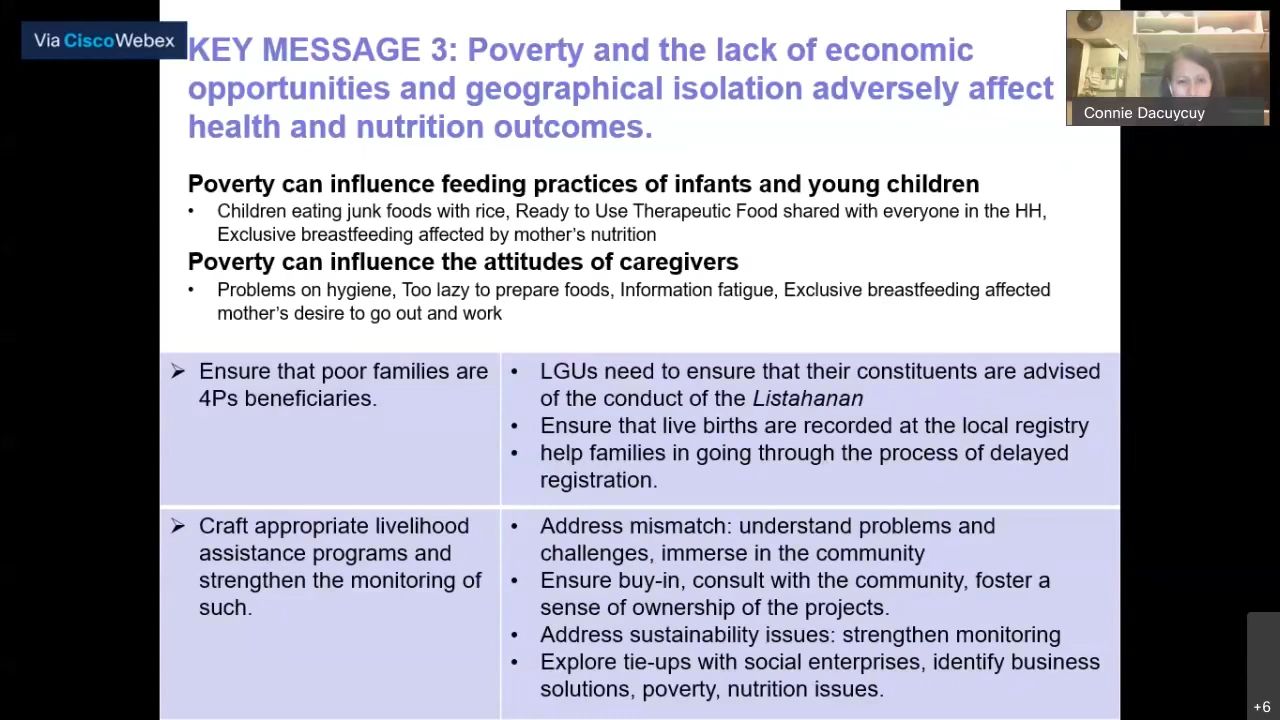 Via Cisco Webex
KEY MESSAGE 3: Poverty and the lack of economic
opportunities and geographical isolation adversely affect
health and nutrition outcomes.
Connie Dacuycuy
Poverty can influence feeding practices of infants and young children
• Children eating junk foods with rice, Ready to Use Therapeutic Food shared with everyone in the HH,
Exclusive breastfeeding affected by mother's nutrition
Poverty can influence the attitudes of caregivers
• Problems on hygiene, Too lazy to prepare foods, Information fatigue, Exclusive breastfeeding affected
mother's desire to go out and work
➢ Ensure that poor families are
4Ps beneficiaries.
• LGUs need to ensure that their constituents are advised
of the conduct of the Listahanan
• Ensure that live births are recorded at the local registry
• help families in going through the process of delayed
registration.
➢ Craft appropriate livelihood
assistance programs and
strengthen the monitoring of
such.
• Address mismatch: understand problems and
challenges, immerse in the community
• Ensure buy-in, consult with the community, foster a
sense of ownership of the projects.
• Address sustainability issues: strengthen monitoring
• Explore tie-ups with social enterprises, identify business
solutions, poverty, nutrition issues.
+6